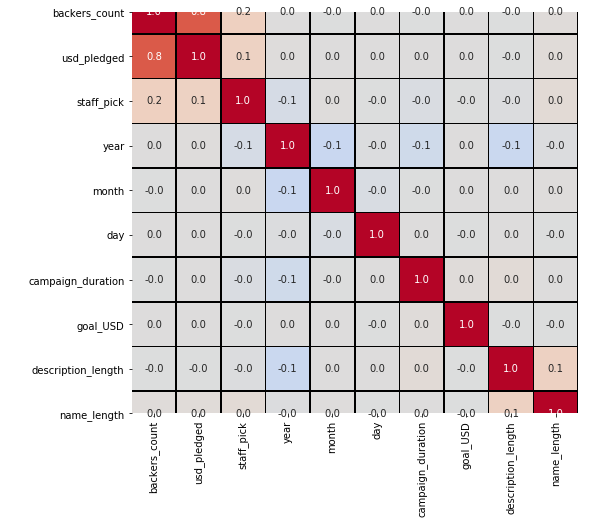 backers_count 1.0 0.8 0.2 0.0 -0.0 0.0 -0.0 0.0 -0.0 0.0
usd_pledged 0.8 1.0 0.1 0.0 0.0 0.0 0.0 0.0 -0.0 0.0
staff_pick 0.2 0.1 1.0 -0.1 0.0 -0.0 -0.0 -0.0 -0.0 0.0
year 0.0 0.0 -0.1 1.0 -0.1 -0.0 -0.1 0.0 -0.1 -0.0
month -0.0 0.0 0.0 -0.1 1.0 -0.0 -0.0 0.0 0.0 0.0
day 0.0 0.0 -0.0 -0.0 -0.0 1.0 0.0 -0.0 0.0 -0.0
campaign_duration -0.0 0.0 -0.0 -0.1 -0.0 0.0 1.0 0.0 0.0 0.0
goal_USD 0.0 0.0 -0.0 0.0 0.0 -0.0 0.0 1.0 -0.0 -0.0
description_length -0.0 -0.0 -0.0 -0.1 0.0 0.0 0.0 -0.0 1.0 0.1
name_length 0.0 0.0 0.0 -0.0 0.0 -0.0 0.0 -0.0 0.1 1.0
backers_count
usd_pledged
staff_pick
year
month
day
campaign_duration
goal_USD
description_length
name_length